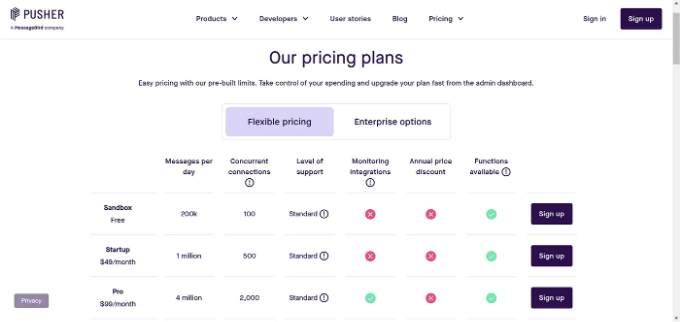 PUSHER
A MessageBird company
Products
Developers
User stories
Blog
Pricing
Sign in
Sign up
Our pricing plans
Easy pricing with our pre-built limits. Take control of your spending and upgrade your plan fast from the admin dashboard.
Flexible pricing
Enterprise options
Messages per
day
Concurrent
connections
Level of
support
Monitoring
integrations
Annual price
discount
Functions
available
Sandbox
Free
200k
100
Standard
Sign up
Startup
$49/month
1 million
500
Standard
Sign up
Pro
$99/month
4 million
2,000
Standard
Sign up
Privacy